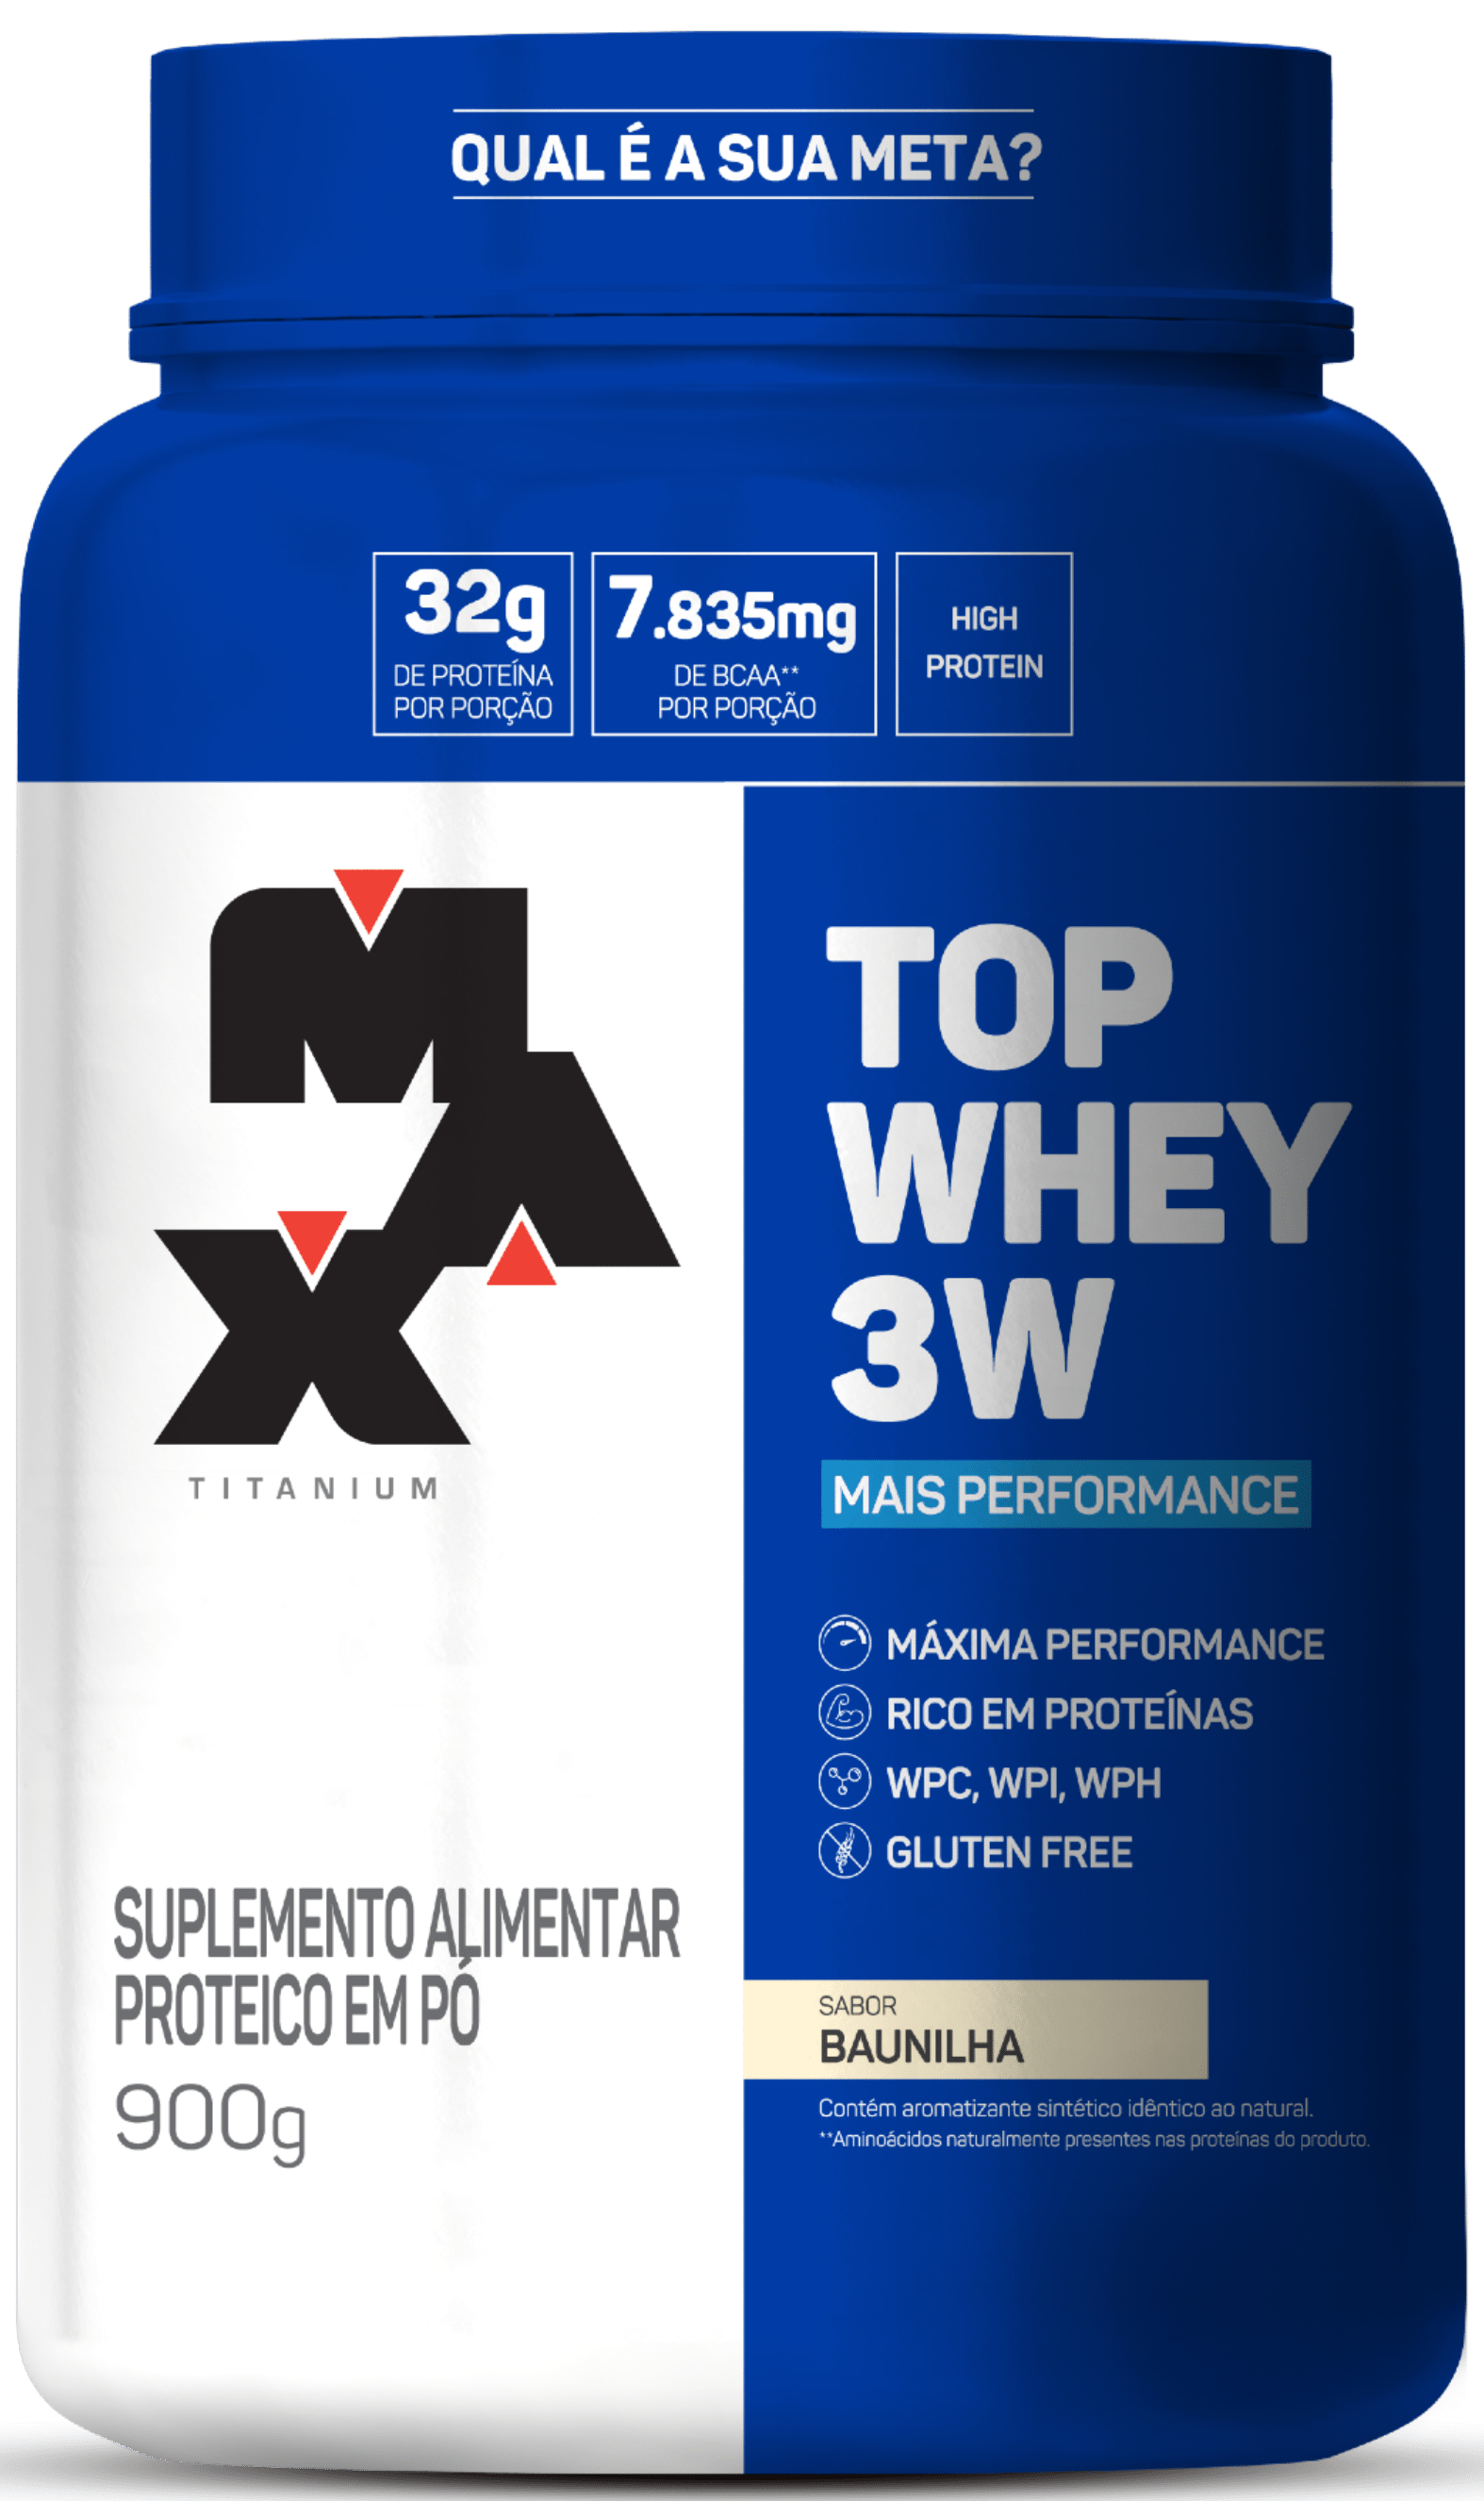 QUAL É A SUA META?
32g
DE PROTEÍNA
POR PORÇÃO
7.835mg
DE BCAA**
POR PORÇÃO
HIGH
PROTEIN
MAX
TITANIUM
TOP
WHEY
3W
MAIS PERFORMANCE
MÁXIMA PERFORMANCE
RICO EM PROTEÍNAS
WPC, WPI, WPH
GLUTEN FREE
SUPLEMENTO ALIMENTAR
PROTEICO EM PÓ
900g
SABOR
BAUNILHA
Contém aromatizante sintético idêntico ao natural.
**Aminoácidos naturalmente presentes nas proteínas do produto.